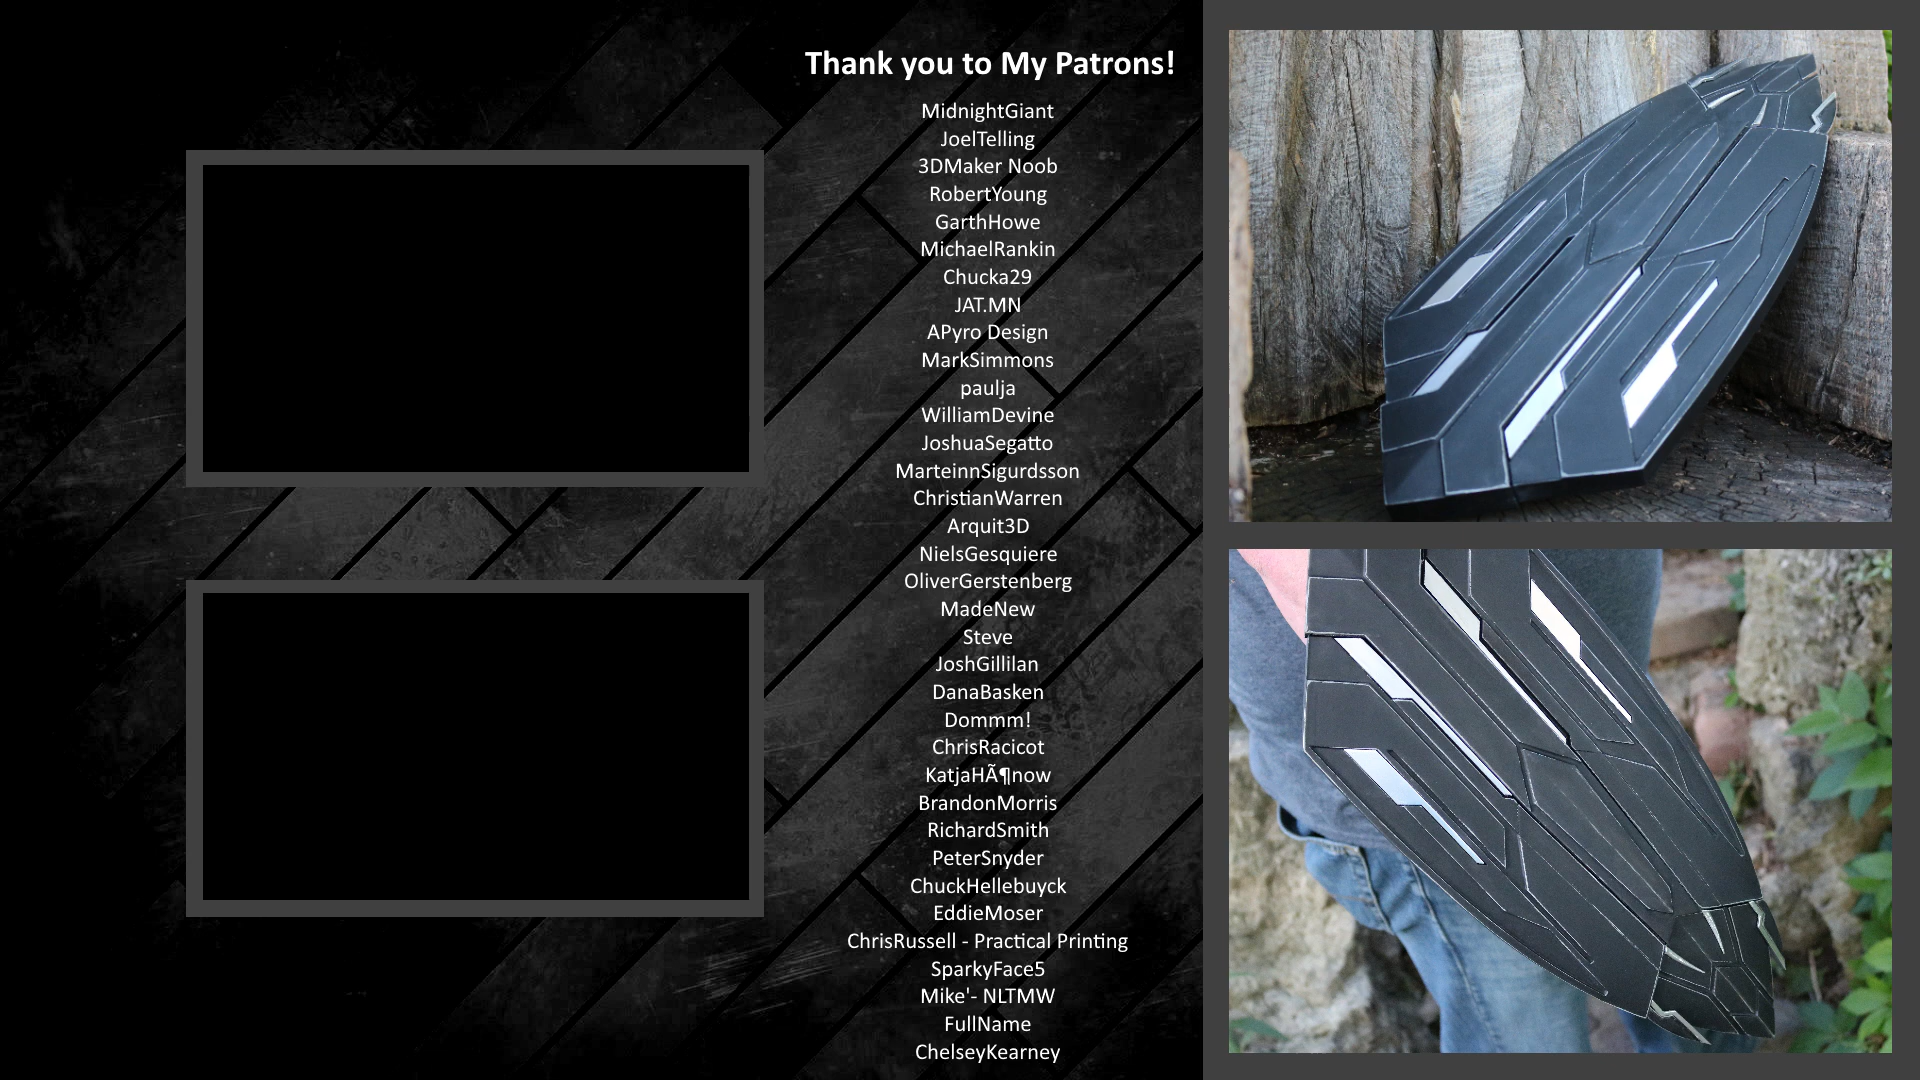 Thank you to My Patrons!
MidnightGiant
JoelTelling
3DMaker Noob
RobertYoung
GarthHowe
MichaelRankin
Chucka29
JAT.MN
APyro Design
MarkSimmons
paulja
WilliamDevine
JoshuaSegatto
MarteinnSigurdsson
ChristianWarren
Arquit3D
NielsGesquiere
OliverGerstenberg
MadeNew
Steve
JoshGillilan
DanaBasken
Dommm!
ChrisRacicot
KatjaHÃ¶now
BrandonMorris
RichardSmith
PeterSnyder
ChuckHellebuyck
EddieMoser
ChrisRussell - Practical Printing
SparkyFace5
Mike'- NLTMW
FullName
ChelseyKearney